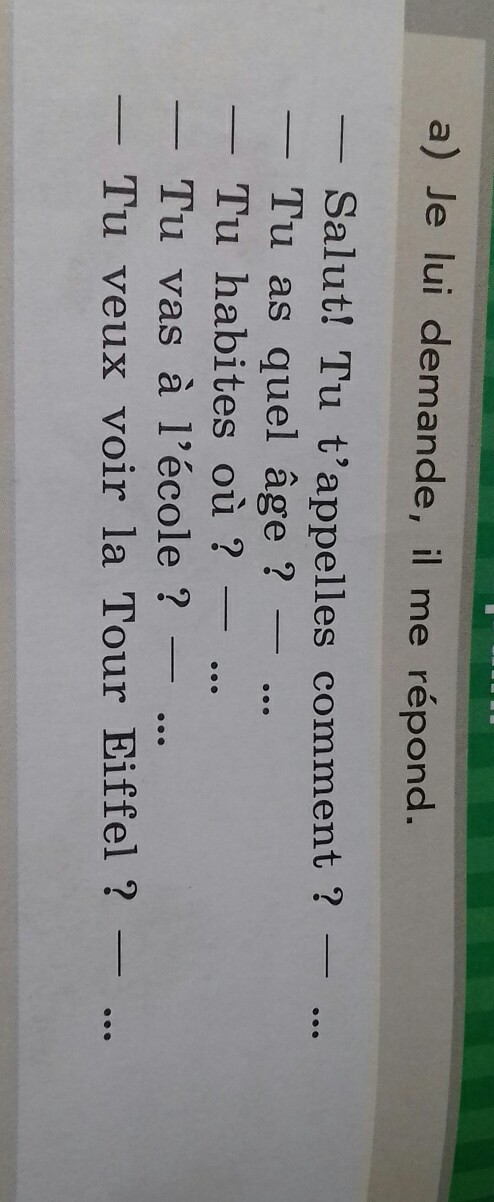 a) Je lui demande, il me répond.
— Salut! Tu t'appelles comment ? — ...
— Tu as quel âge ? — ...
— Tu habites où ? — ...
— Tu vas à l'école ? — ...
— Tu veux voir la Tour Eiffel ? — ...